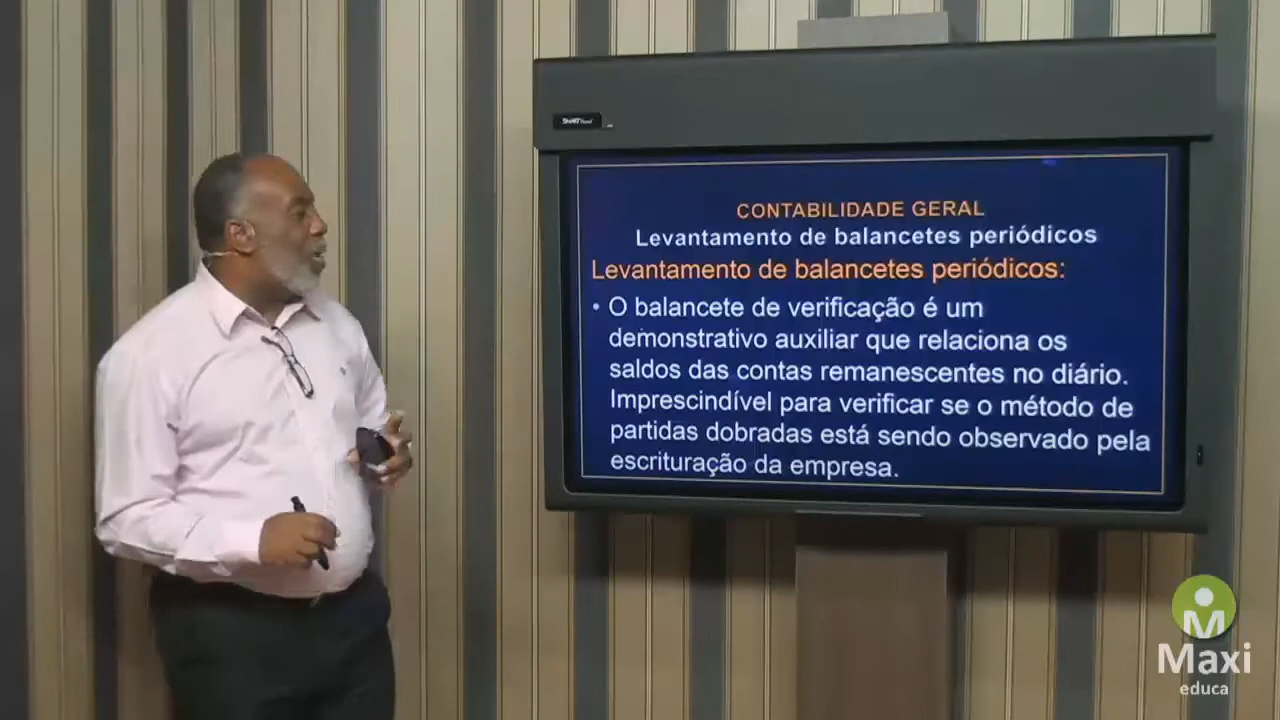 SMART Board
CONTABILIDADE GERAL
Levantamento de balancetes periódicos
Levantamento de balancetes periódicos:
• O balancete de verificação é um
demonstrativo auxiliar que relaciona os
saldos das contas remanescentes no diário.
Imprescindível para verificar se o método de
partidas dobradas está sendo observado pela
escrituração da empresa.
M
Maxi
educa